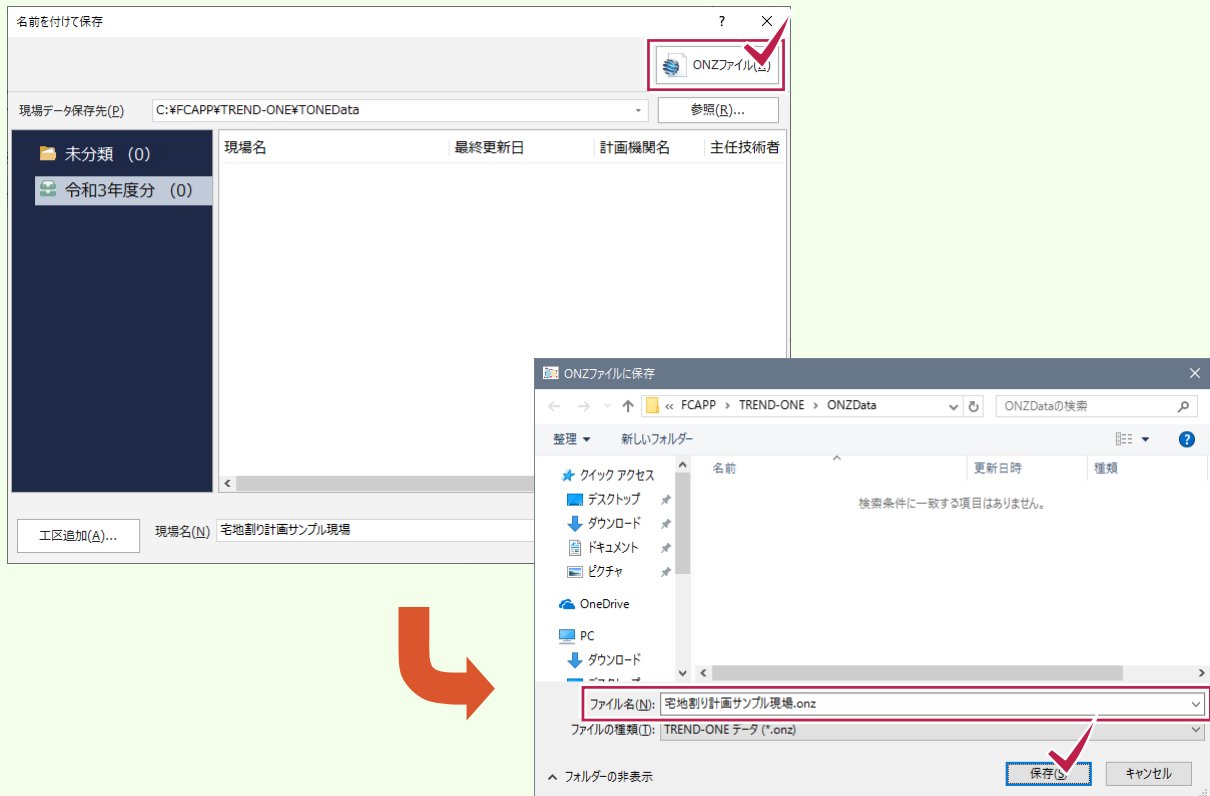 名前を付けて保存
?
ONZファイル(Z)
現場データ保存先(P)
C:¥FCAPP¥TREND-ONE¥TONEData
参照(R)...
未分類 (0)
令和3年度分 (0)
現場名 最終更新日 計画機関名 主任技術者
工区追加(A)...
現場名(N)
宅地割り計画サンプル現場
ONZファイルに保存
« FCAPP › TREND-ONE › ONZData
ONZDataの検索
整理
新しいフォルダー
?
クイック アクセス
デスクトップ
ダウンロード
ドキュメント
ピクチャ
OneDrive
PC
ダウンロード
名前 更新日時 種類
検索条件に一致する項目はありません。
ファイル名(N): 宅地割り計画サンプル現場.onz
ファイルの種類(T): TREND-ONE データ (*.onz)
フォルダーの非表示
保存(S)
キャンセル